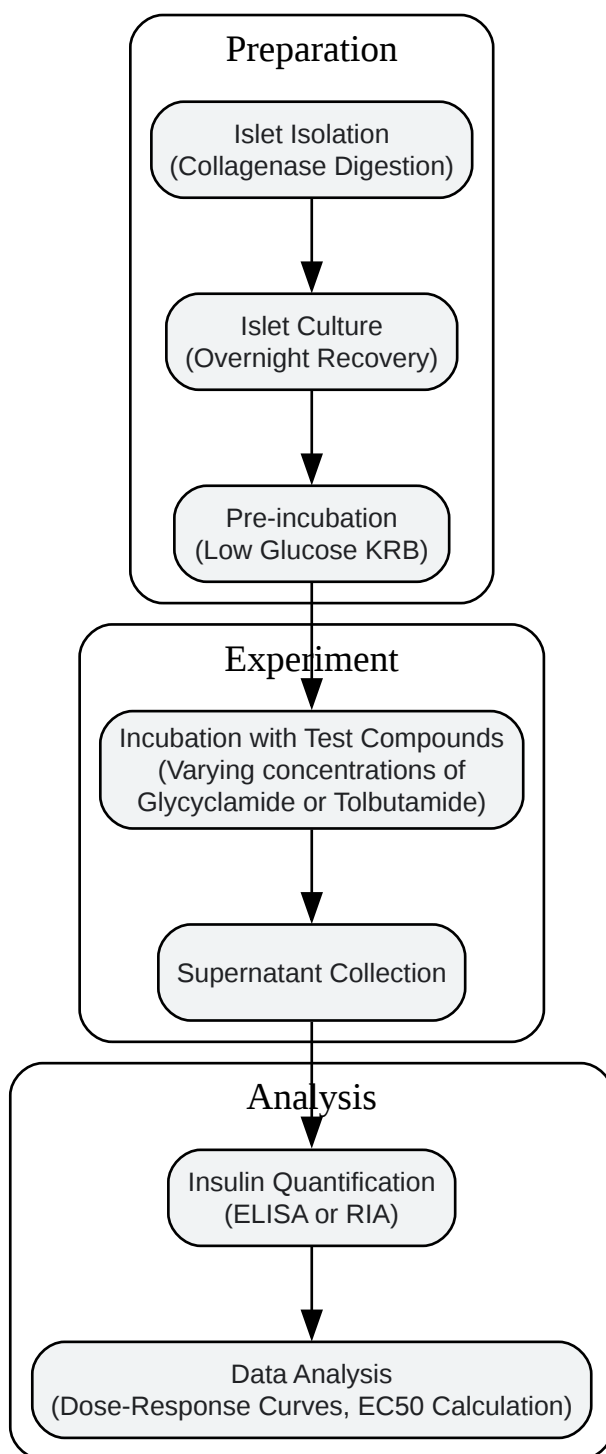 Preparation
Islet Isolation
(Collagenase Digestion)
Islet Culture
(Overnight Recovery)
Pre-incubation
(Low Glucose KRB)
Experiment
Incubation with Test Compounds
(Varying concentrations of
Glycyclamide or Tolbutamide)
Supernatant Collection
Analysis
Insulin Quantification
(ELISA or RIA)
Data Analysis
(Dose-Response Curves, EC50 Calculation)